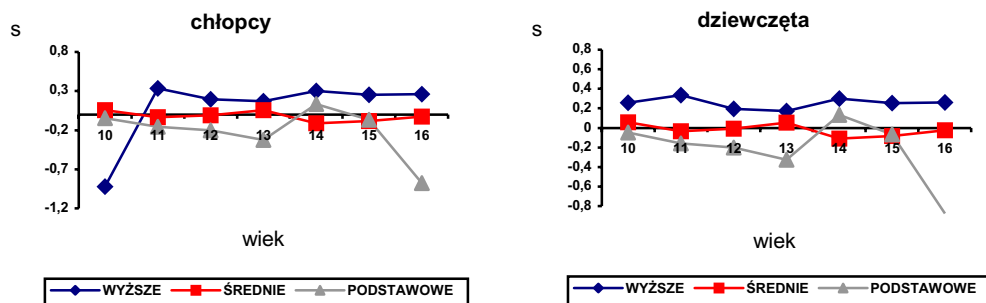 chłopcy
s
0,8
0,3
-0,2
-0,7
-1,2
10 11 12 13 14 15 16
wiek
WYŻSZE ŚREDNIE PODSTAWOWE
dziewczęta
s
0,8
0,6
0,4
0,2
0
-0,2
-0,4
-0,6
-0,8
10 11 12 13 14 15 16
wiek
WYŻSZE ŚREDNIE PODSTAWOWE